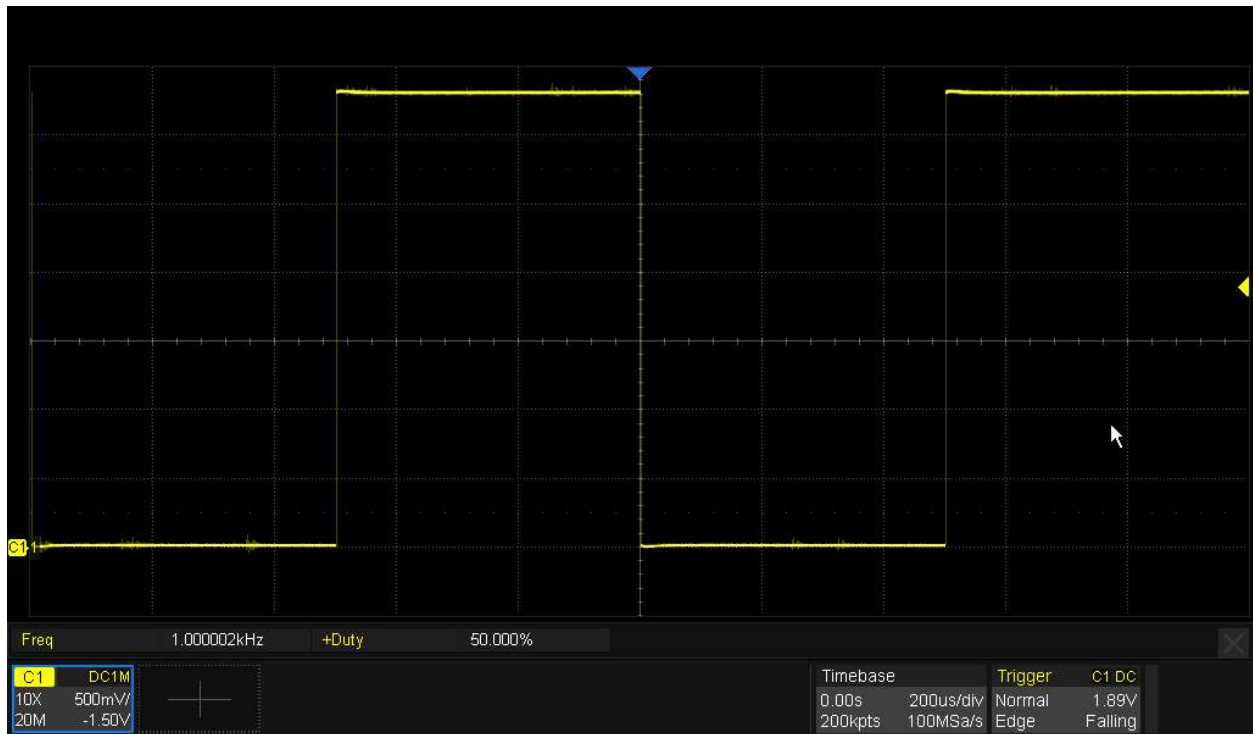 C1 1
Freq 1.000002kHz +Duty 50.000%
C1 DC1M
10X 500mV/
20M -1.50V
Timebase
0.00s 200us/div
200kpts 100MSa/s
Trigger C1 DC
Normal 1.89V
Edge Falling